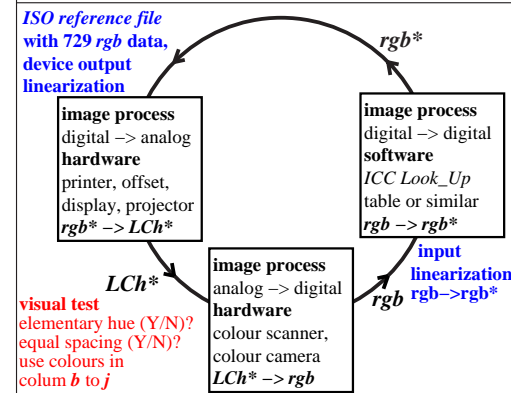 ISO reference file
with 729 rgb data,
device output
linearization
rgb*
image process
digital –> analog
hardware
printer, offset,
display, projector
rgb* –> LCh*
image process
digital –> digital
software
ICC Look_Up
table or similar
rgb –> rgb*
LCh*
image process
analog –> digital
hardware
colour scanner,
colour camera
LCh* –> rgb
rgb
input
linearization
rgb–>rgb*
visual test
elementary hue (Y/N)?
equal spacing (Y/N)?
use colours in
colum b to j